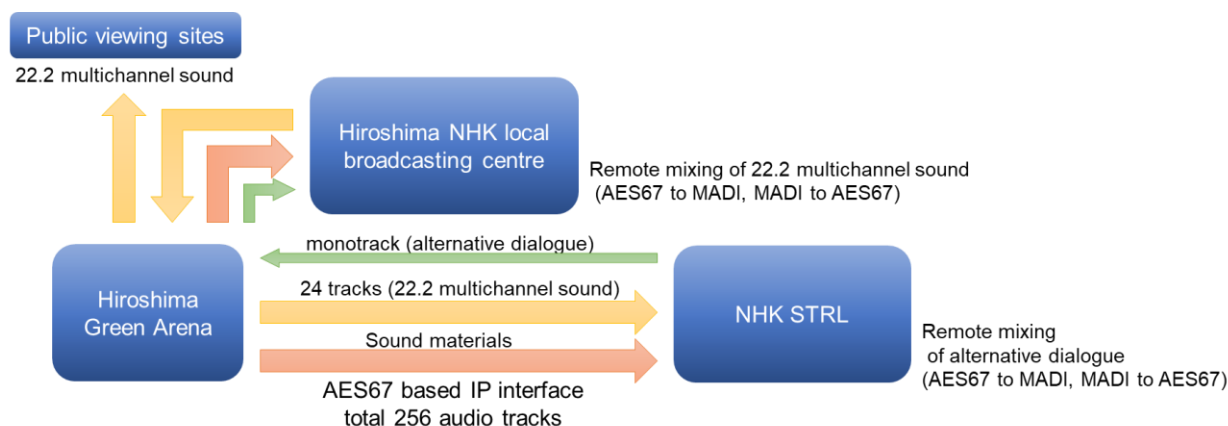 Public viewing sites
22.2 multichannel sound
Hiroshima NHK local
broadcasting centre
Remote mixing of 22.2 multichannel sound
(AES67 to MADI, MADI to AES67)
monotrack (alternative dialogue)
Hiroshima
Green Arena
24 tracks (22.2 multichannel sound)
NHK STRL
Sound materials
Remote mixing
of alternative dialogue
(AES67 to MADI, MADI to AES67)
AES67 based IP interface
total 256 audio tracks